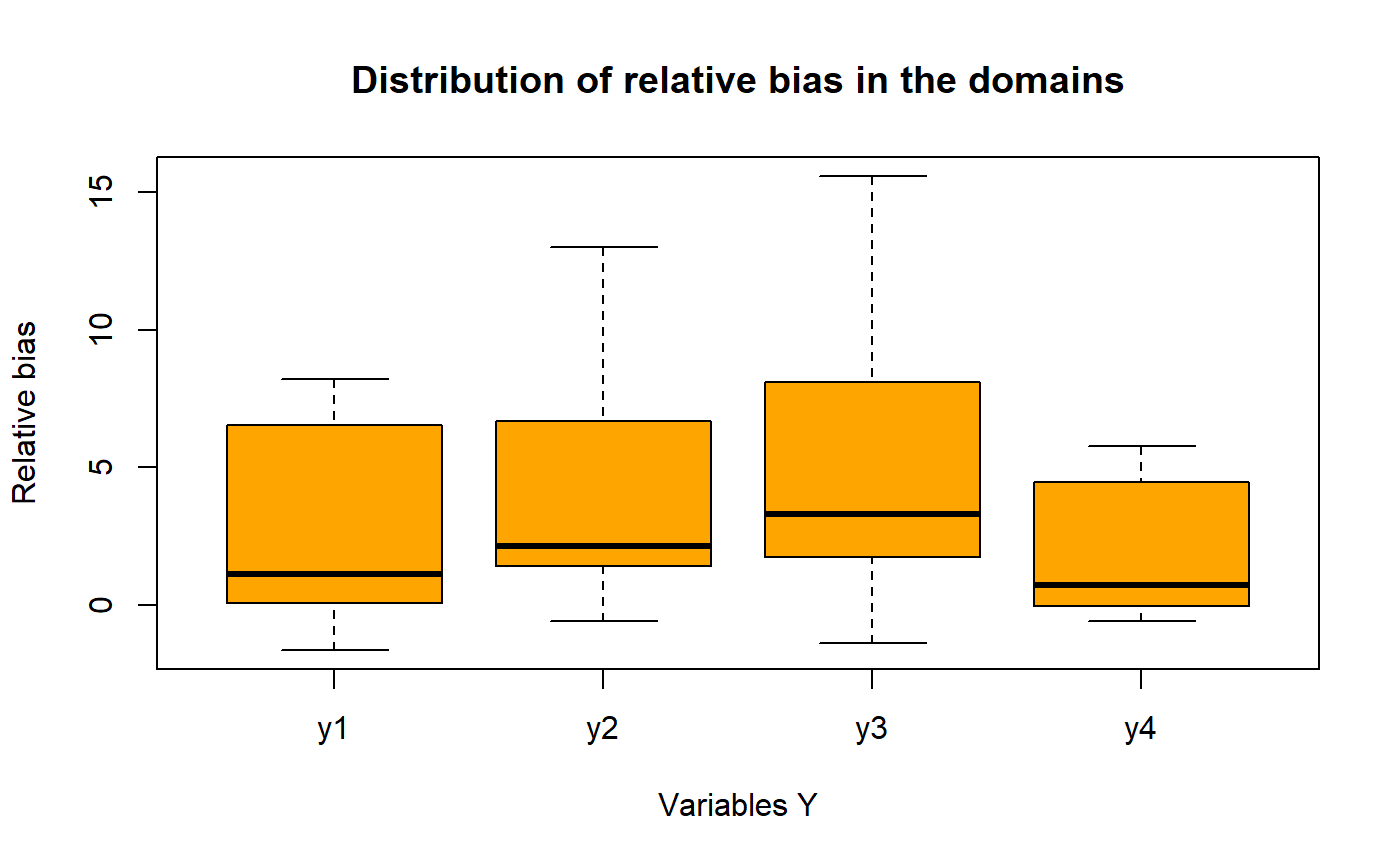 Distribution of relative bias in the domains
Relative bias
15
10
5
0
y1
y2
y3
y4
Variables Y